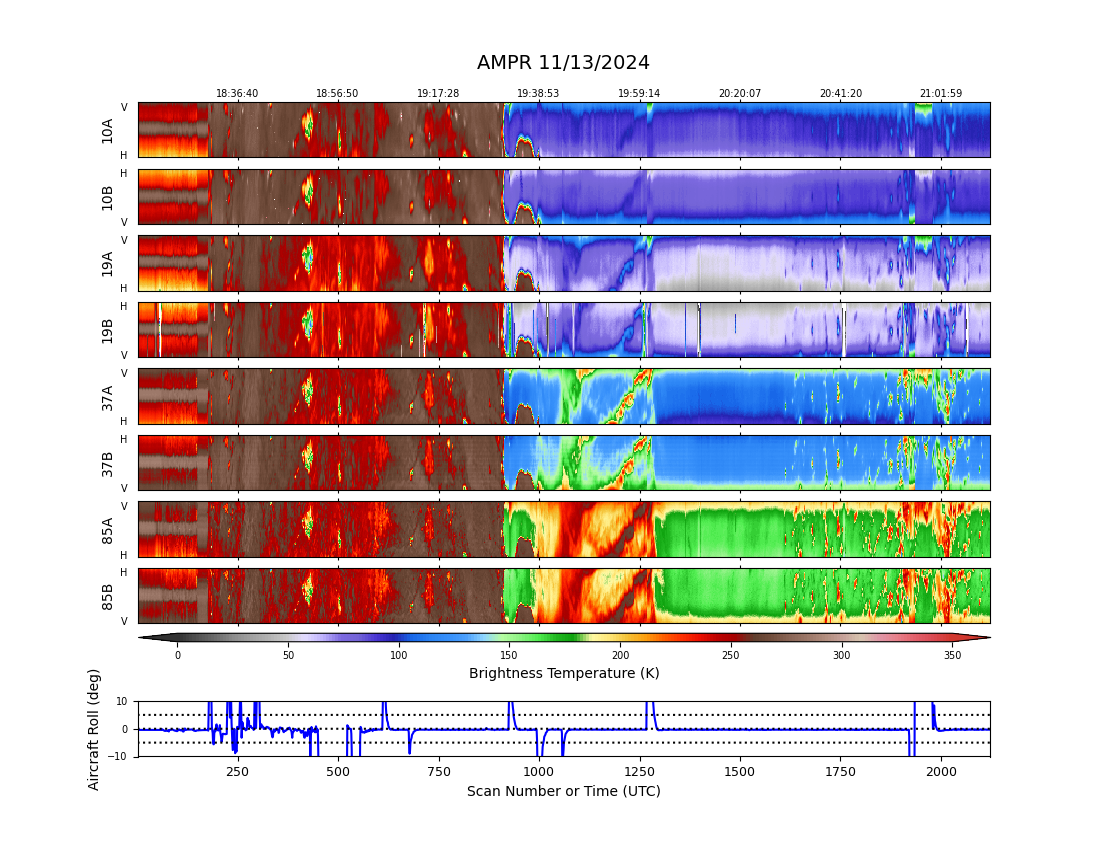 AMPR 11/13/2024
18:36:40 18:56:50 19:17:28 19:38:53 19:59:14 20:20:07 20:41:20 21:01:59
V 10A H
H 10B V
V 19A H
H 19B V
V 37A H
H 37B V
V 85A H
H 85B V
0 50 100 150 200 250 300 350
Brightness Temperature (K)
Aircraft Roll (deg)
10
0
−10
250 500 750 1000 1250 1500 1750 2000
Scan Number or Time (UTC)